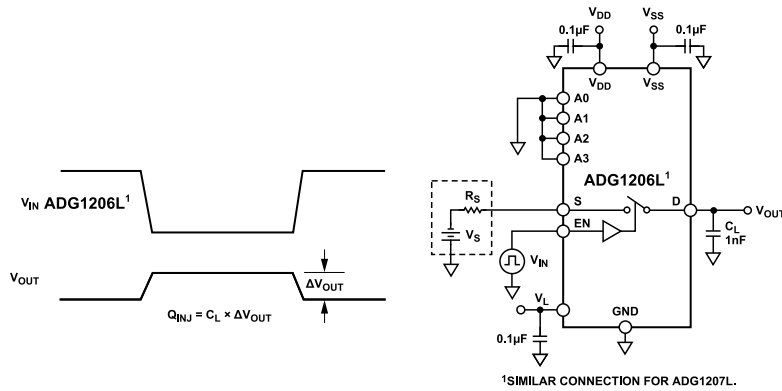 V_IN ADG1206L¹
V_OUT
ΔV_OUT
Q_INJ = C_L × ΔV_OUT
V_DD
V_SS
0.1µF
0.1µF
V_DD
V_SS
A0
A1
A2
A3
ADG1206L¹
R_S
S
D
V_OUT
EN
V_S
C_L
1nF
V_IN
V_L
GND
0.1µF
¹SIMILAR CONNECTION FOR ADG1207L.